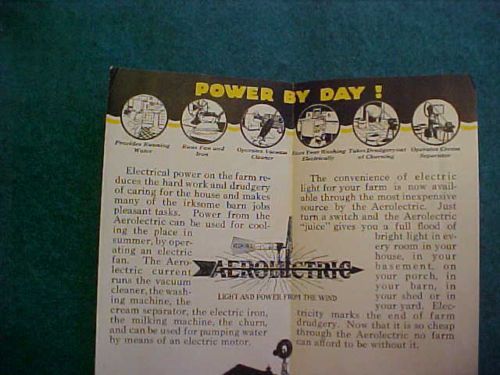 POWER BY DAY!
Provides Running Water
Runs Fan and Iron
Operates Vacuum Cleaner
Does Your Washing Electrically
Takes Drudgery out of Churning
Operates Cream Separator
Electrical power on the farm re-
duces the hard work and drudgery
of caring for the house and makes
many of the irksome barn jobs
pleasant tasks. Power from the
Aerolectric can be used for cool-
ing the place in
summer, by oper-
ating an electric
fan. The Aero-
lectric current
runs the vacuum
cleaner, the wash-
ing machine, the
cream separator, the electric iron,
the milking machine, the churn,
and can be used for pumping water
by means of an electric motor.
AEROLECTRIC
LIGHT AND POWER FROM THE WIND
The convenience of electric
light for your farm is now avail-
able through the most inexpensive
source by the Aerolectric. Just
turn a switch and the Aerolectric
"juice" gives you a full flood of
bright light in ev-
ery room in your
house, in your
basement, on
your porch, in
your barn, in
your shed or in
your yard. Elec-
tricity marks the end of farm
drudgery. Now that it is so cheap
through the Aerolectric no farm
can afford to be without it.